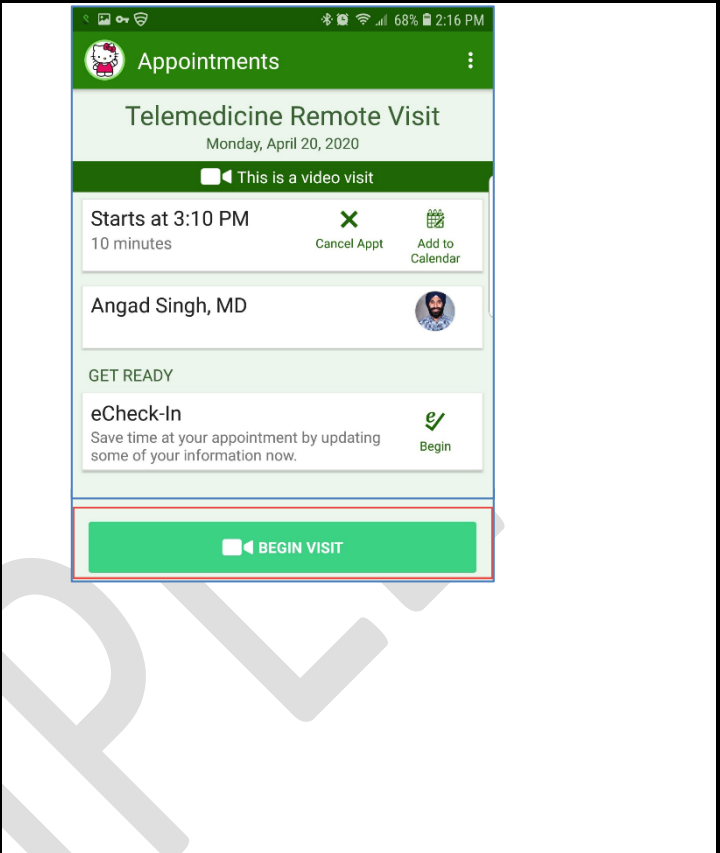 68% 2:16 PM
Appointments
Telemedicine Remote Visit
Monday, April 20, 2020
This is a video visit
Starts at 3:10 PM
10 minutes
Cancel Appt
Add to
Calendar
Angad Singh, MD
GET READY
eCheck-In
Save time at your appointment by updating
some of your information now.
e
Begin
BEGIN VISIT